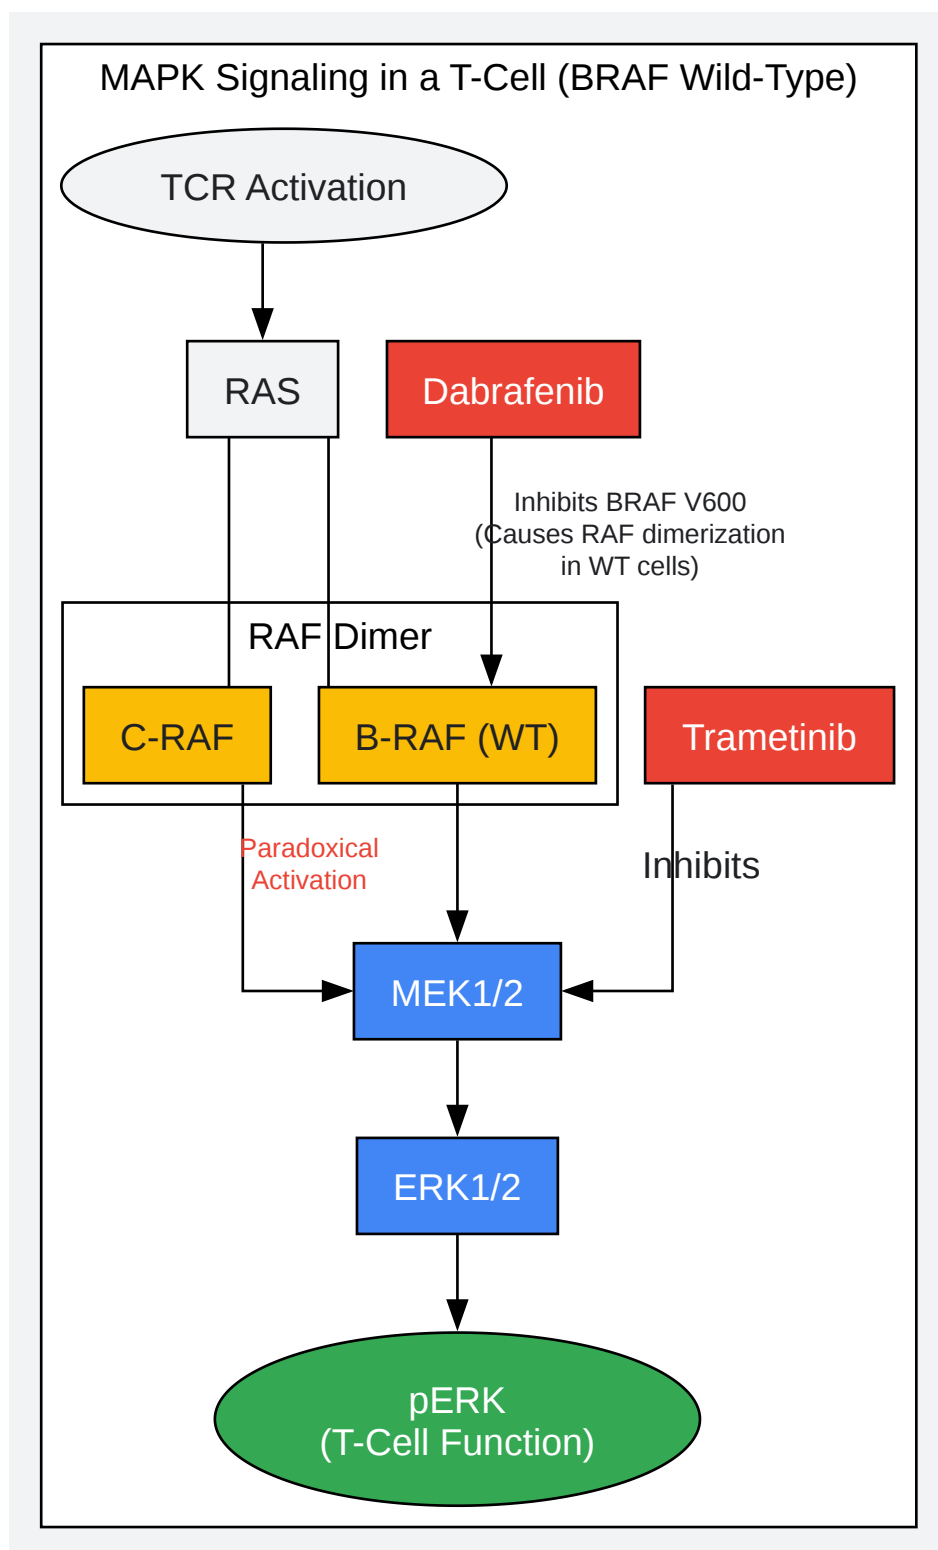 MAPK Signaling in a T-Cell (BRAF Wild-Type)
TCR Activation
RAS
Dabrafenib
Inhibits BRAF V600
(Causes RAF dimerization
in WT cells)
RAF Dimer
C-RAF
B-RAF (WT)
Trametinib
Paradoxical
Activation
Inhibits
MEK1/2
ERK1/2
pERK
(T-Cell Function)